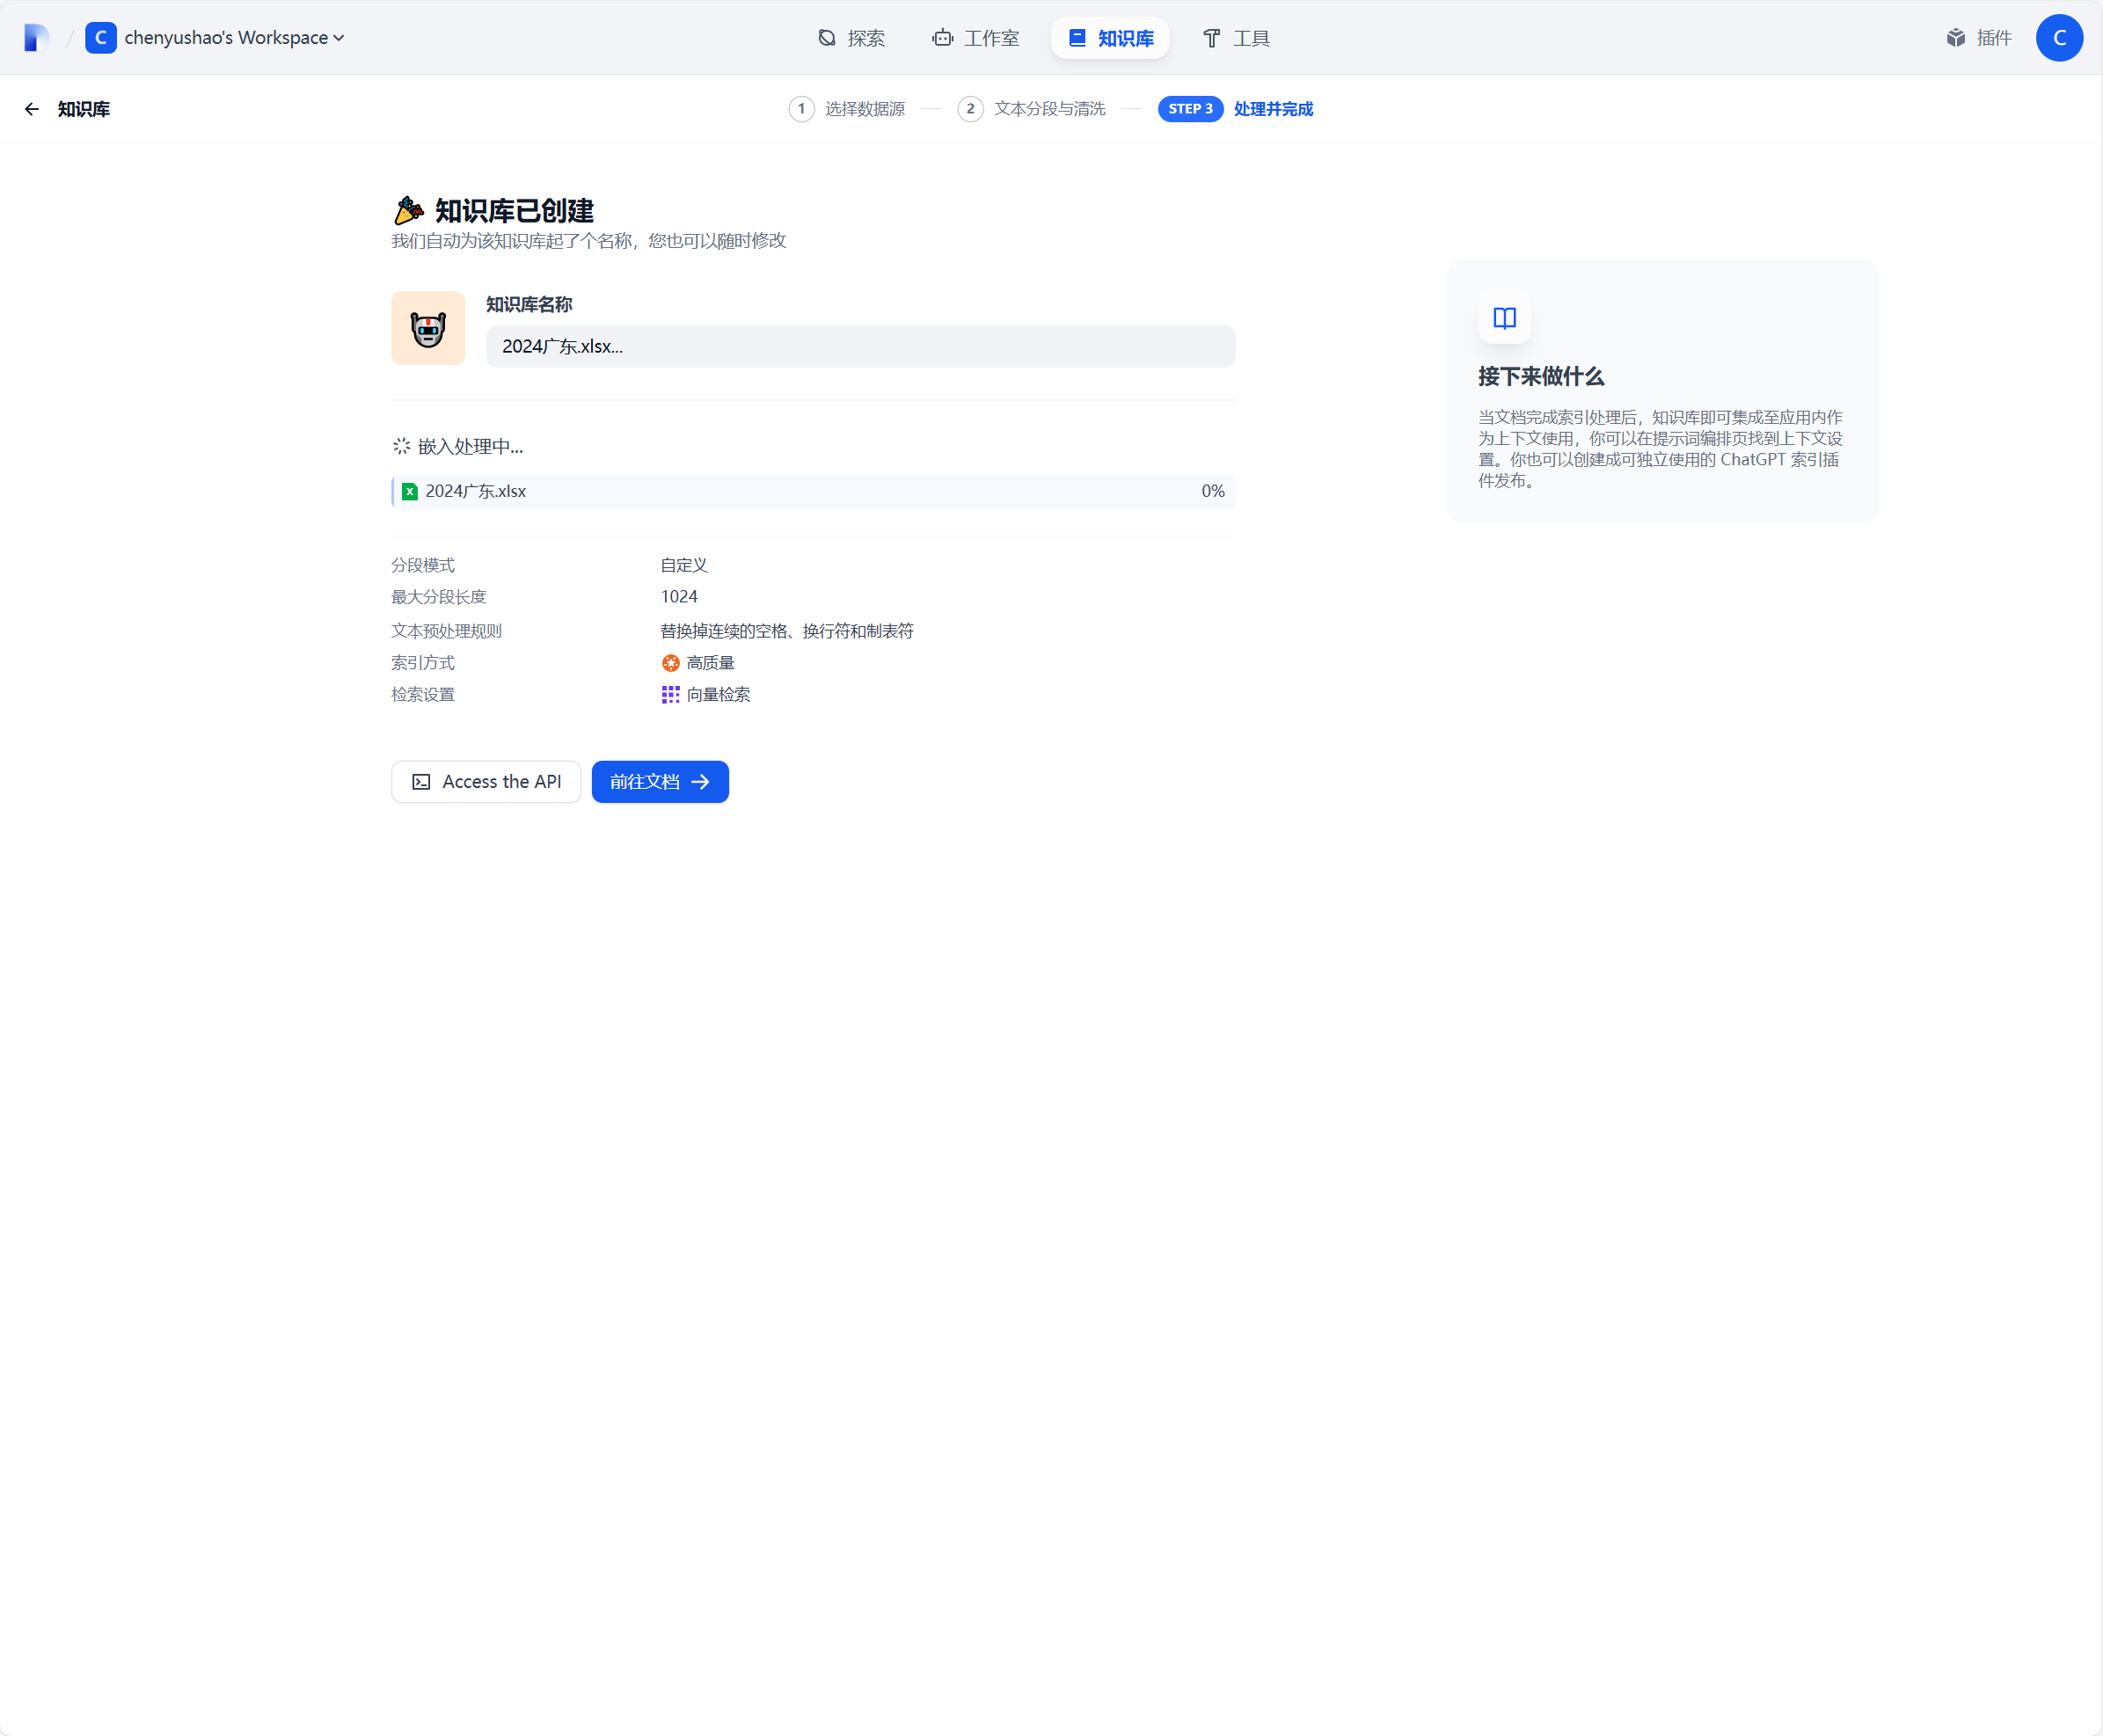 C chenyushao's Workspace
探索
工作室
知识库
工具
插件
C
知识库
1 选择数据源
2 文本分段与清洗
STEP 3 处理并完成
知识库已创建
我们自动为该知识库起了个名称，您也可以随时修改
知识库名称
2024广东.xlsx...
嵌入处理中...
2024广东.xlsx 0%
分段模式 自定义
最大分段长度 1024
文本预处理规则 替换掉连续的空格、换行符和制表符
索引方式 高质量
检索设置 向量检索
Access the API
前往文档
接下来做什么
当文档完成索引处理后，知识库即可集成至应用内作
为上下文使用，你可以在提示词编排页找到上下文设
置。你也可以创建成可独立使用的 ChatGPT 索引插
件发布。